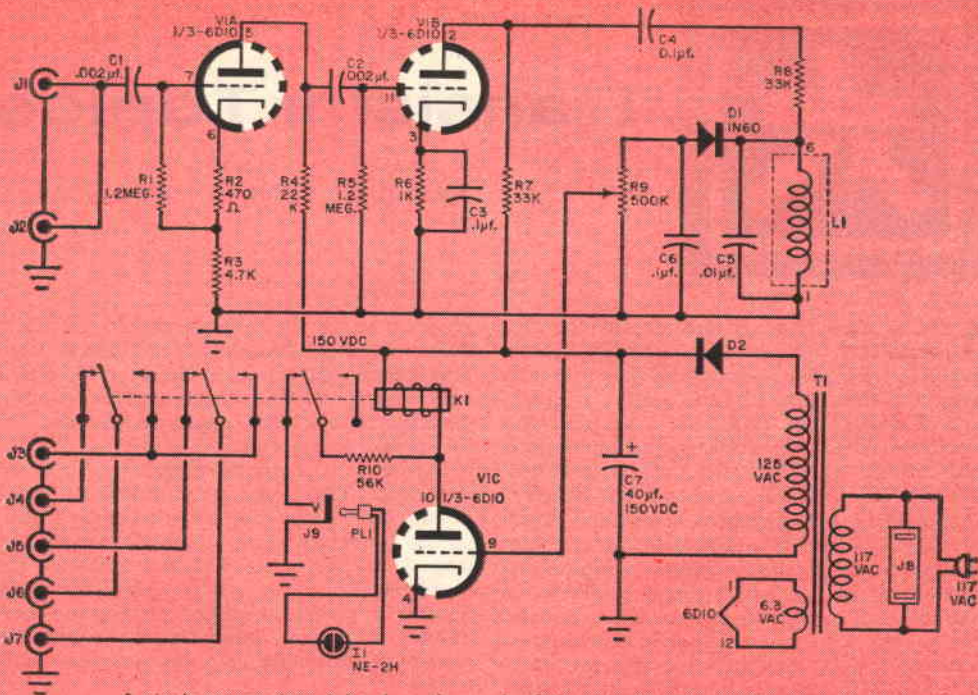 V1A
1/3-6D10 5
V1B
1/3-6D10 2
C4
0.1µf.
C1
.002µf.
C2
.002µf.
R8
33K
J1
7
11
D1
1N60
6
3
6
R1
1.2MEG.
R2
470
Ω
R4
22
K
R5
1.2
MEG.
R6
1K
C3
.1µf.
R7
33K
R9
500K
L1
J2
C6
.1µf.
C5
.01µf.
R3
4.7K
1
150 VDC
D2
T1
K1
J3
R10
56K
V1C
10 1/3-6D10
+
C7
40µf.
150VDC
125
VAC
J4
J9
PL1
9
J5
117
VAC
J8
J6
4
1
6D10
6.3
VAC
117
VAC
J7
I1
NE-2H
12